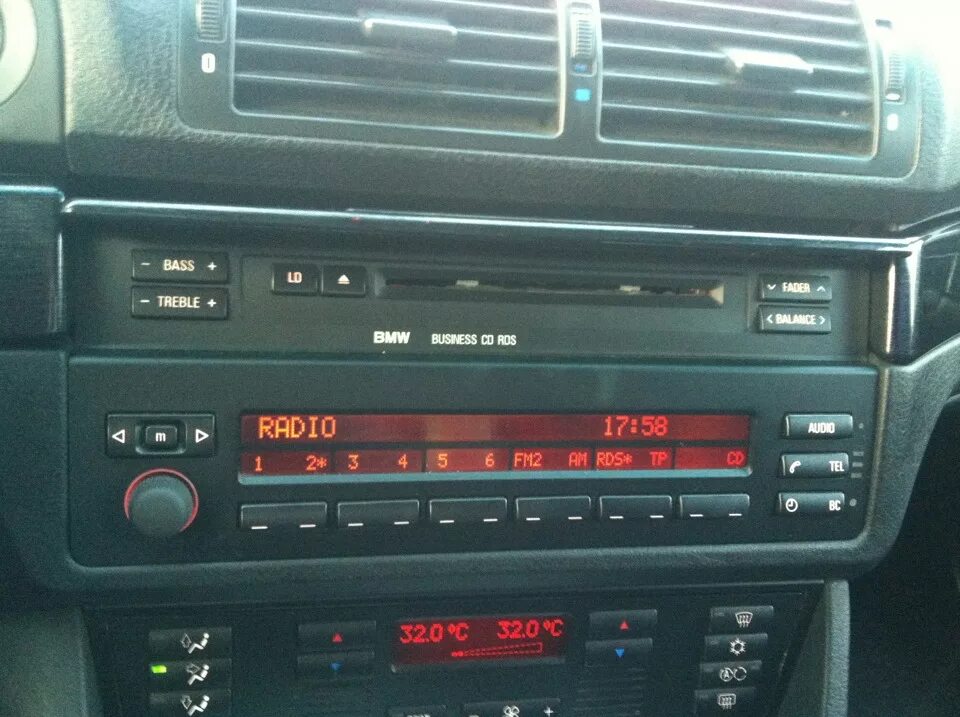 − BASS +
LD
− TREBLE +
FADER
< BALANCE >
BMW BUSINESS CD RDS
m
RADIO 17:58
AUDIO
1 2* 3 4 5 6 FM2 AM RDS* TP CD
TEL
BC
32.0°C 32.0°C
A
− +